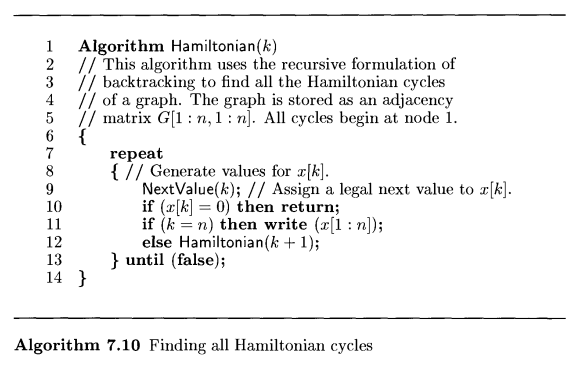 1 Algorithm Hamiltonian(k)
2 // This algorithm uses the recursive formulation of
3 // backtracking to find all the Hamiltonian cycles
4 // of a graph. The graph is stored as an adjacency
5 // matrix G[1 : n, 1 : n]. All cycles begin at node 1.
6 {
7 repeat
8 { // Generate values for x[k].
9 NextValue(k); // Assign a legal next value to x[k].
10 if (x[k] = 0) then return;
11 if (k = n) then write (x[1 : n]);
12 else Hamiltonian(k + 1);
13 } until (false);
14 }
Algorithm 7.10 Finding all Hamiltonian cycles